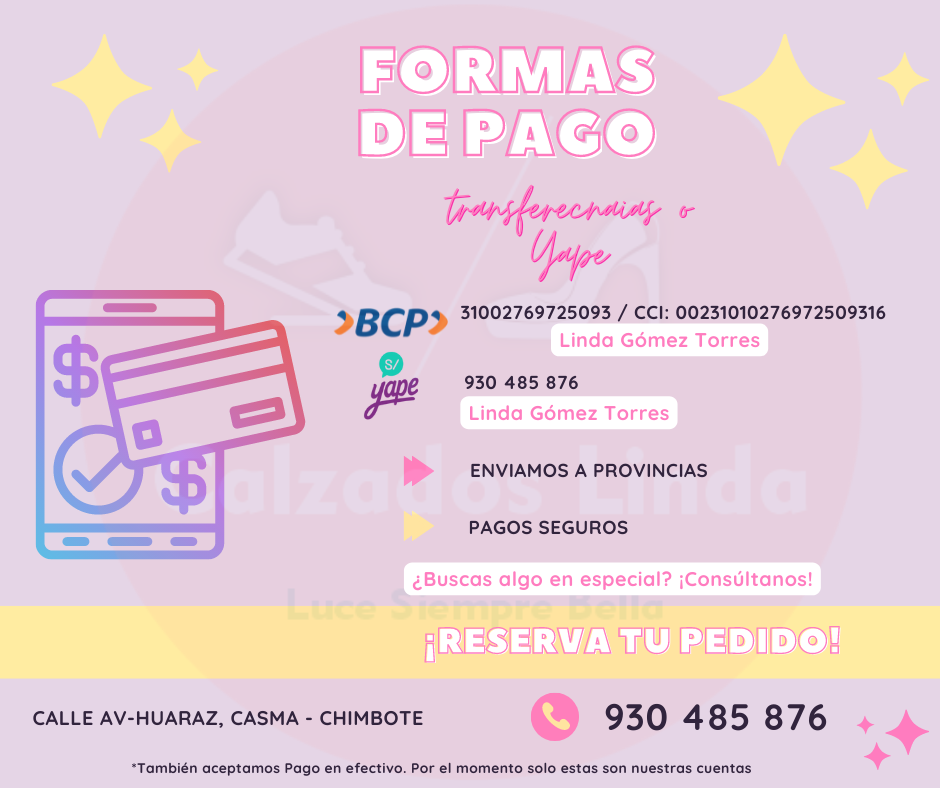 FORMAS
DE PAGO
transferecnaias o
Yape
BCP
31002769725093 / CCI: 00231010276972509316
Linda Gómez Torres
S/
yape
930 485 876
Linda Gómez Torres
$
$
Calzados Linda
ENVIAMOS A PROVINCIAS
PAGOS SEGUROS
¿Buscas algo en especial? ¡Consúltanos!
Luce Siempre Bella
¡RESERVA TU PEDIDO!
CALLE AV-HUARAZ, CASMA - CHIMBOTE
930 485 876
*También aceptamos Pago en efectivo. Por el momento solo estas son nuestras cuentas